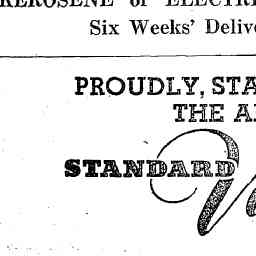 KEROSENE or ELECTRI
Six Weeks' Delive
PROUDLY, STA
THE A
STANDARD V